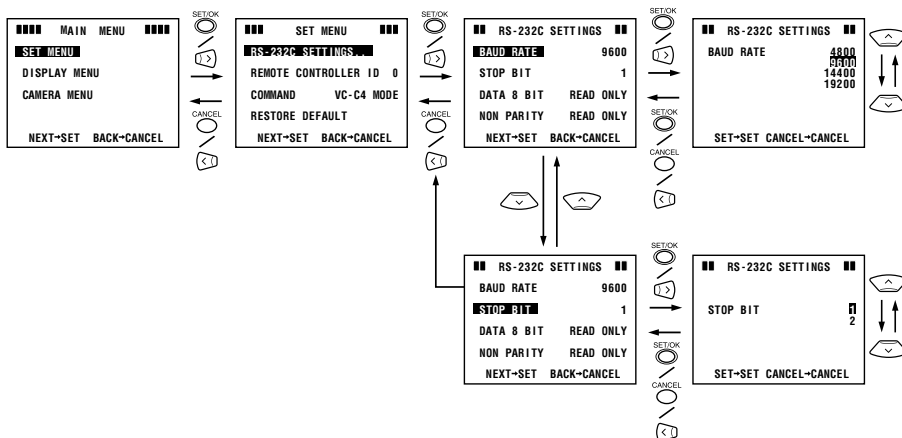 MAIN MENU
SET MENU
DISPLAY MENU
CAMERA MENU
NEXT→SET BACK→CANCEL
SET/OK
CANCEL
SET MENU
RS-232C SETTINGS...
REMOTE CONTROLLER ID 0
COMMAND VC-C4 MODE
RESTORE DEFAULT
NEXT→SET BACK→CANCEL
SET/OK
CANCEL
RS-232C SETTINGS
BAUD RATE 9600
STOP BIT 1
DATA 8 BIT READ ONLY
NON PARITY READ ONLY
NEXT→SET BACK→CANCEL
SET/OK
SET/OK
CANCEL
RS-232C SETTINGS
BAUD RATE 4800
9600
14400
19200
SET→SET CANCEL→CANCEL
RS-232C SETTINGS
BAUD RATE 9600
STOP BIT 1
DATA 8 BIT READ ONLY
NON PARITY READ ONLY
NEXT→SET BACK→CANCEL
SET/OK
SET/OK
CANCEL
RS-232C SETTINGS
STOP BIT 1
2
SET→SET CANCEL→CANCEL